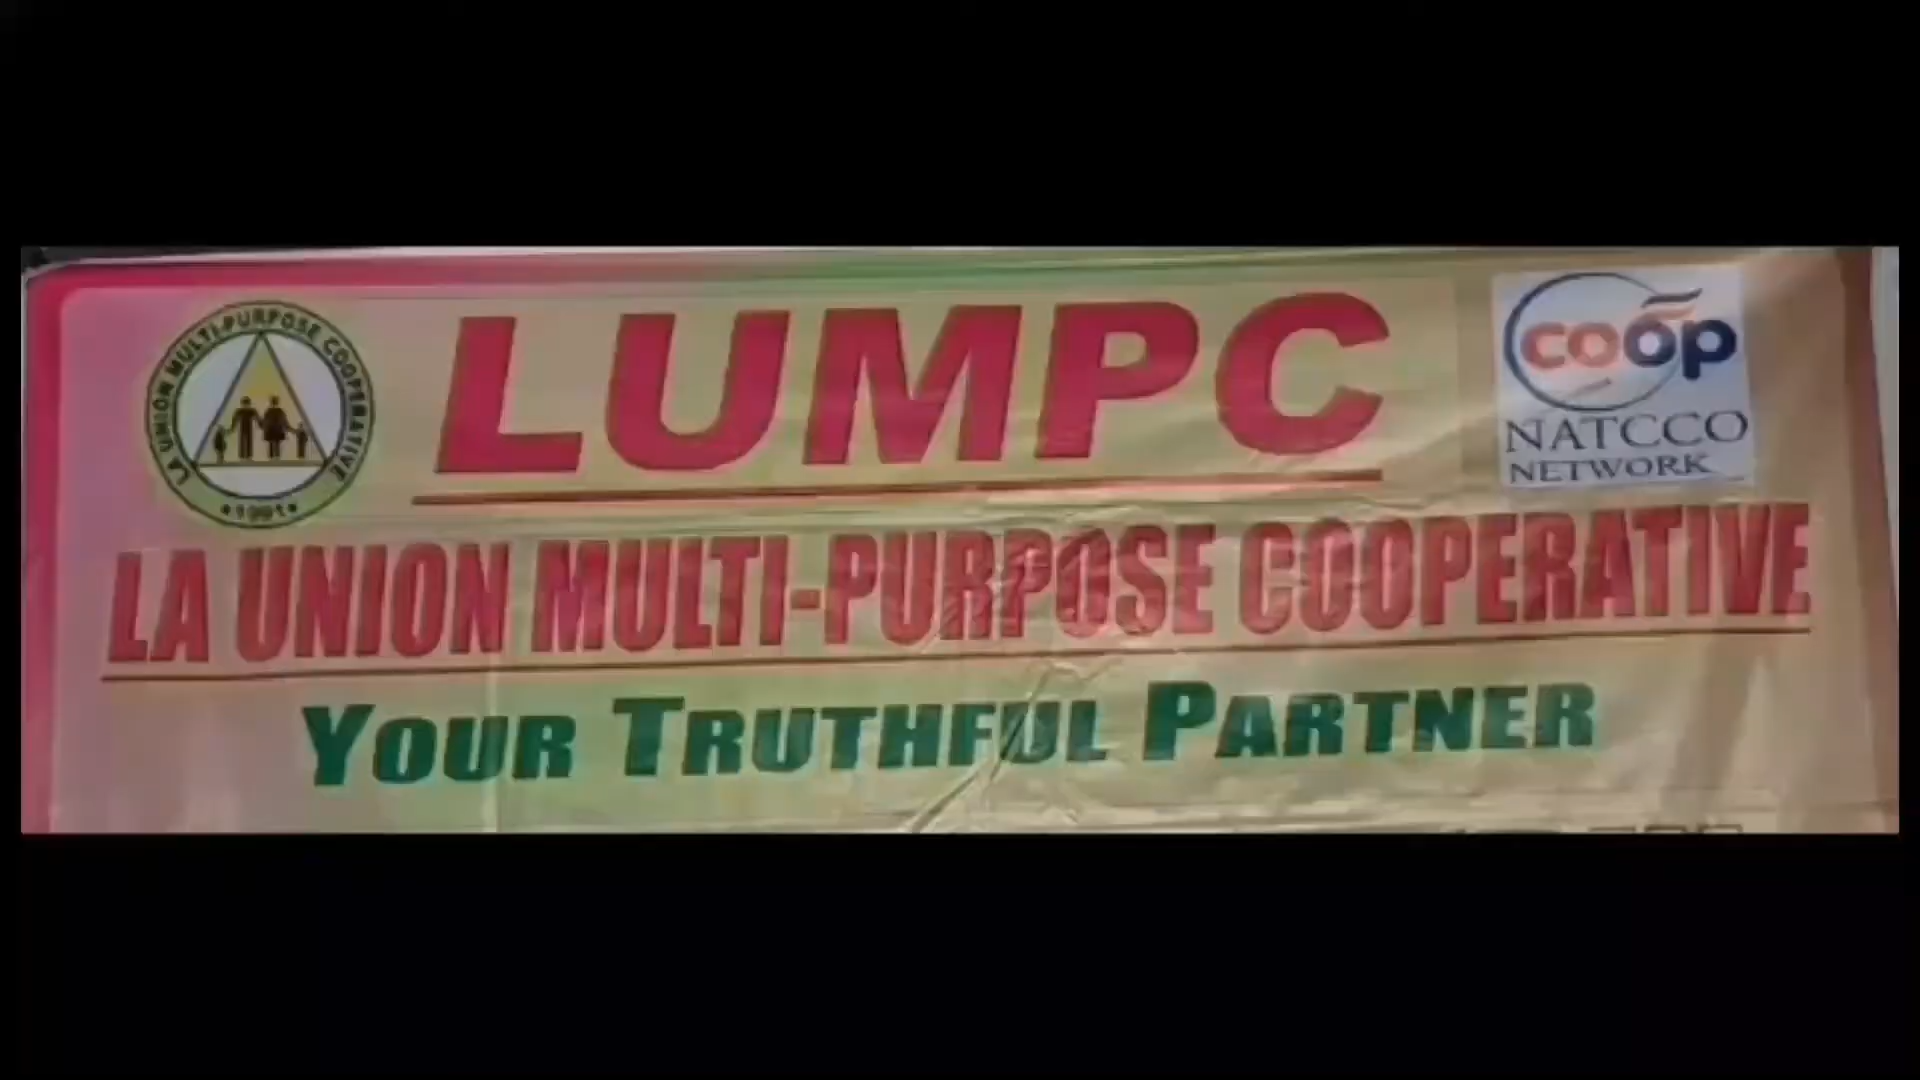 LA UNION MULTI-PURPOSE COOPERATIVE
•1991•
LUMPC
coop
NATCCO
NETWORK
LA UNION MULTI-PURPOSE COOPERATIVE
YOUR TRUTHFUL PARTNER